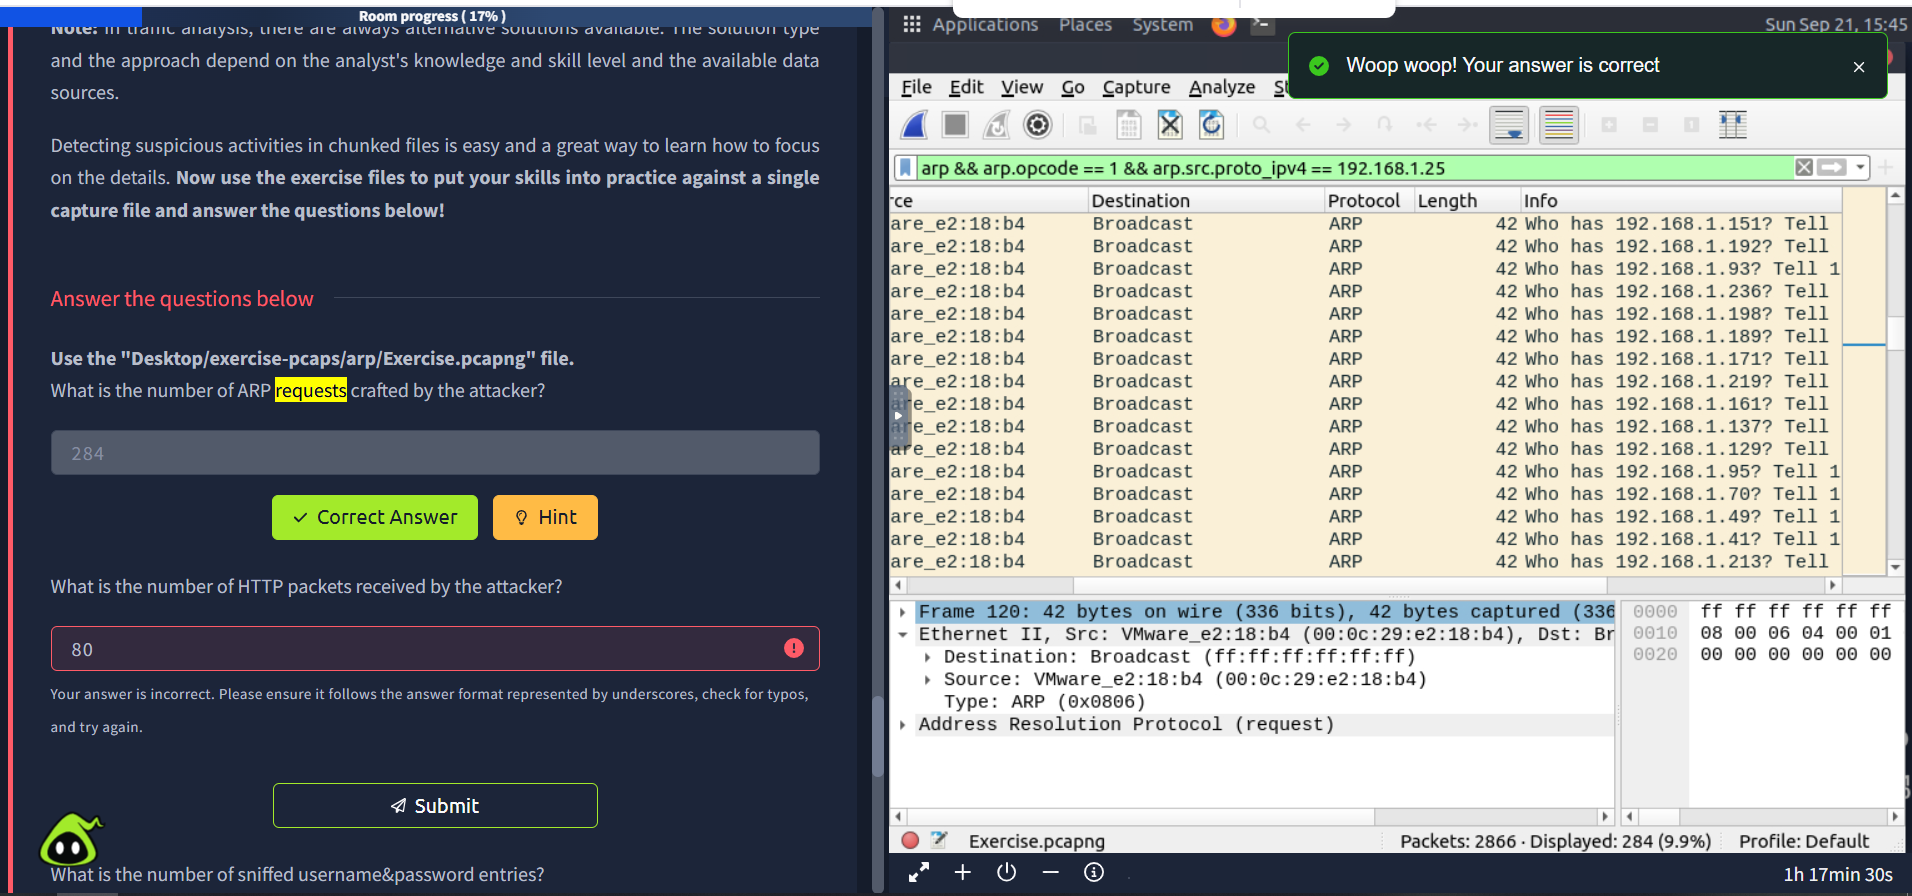 Room progress ( 17% )
Note: In traffic analysis, there are always alternative solutions available. The solution type
and the approach depend on the analyst's knowledge and skill level and the available data
sources.
Detecting suspicious activities in chunked files is easy and a great way to learn how to focus
on the details. Now use the exercise files to put your skills into practice against a single
capture file and answer the questions below!
Answer the questions below
Use the "Desktop/exercise-pcaps/arp/Exercise.pcapng" file.
What is the number of ARP requests crafted by the attacker?
284
Correct Answer
Hint
What is the number of HTTP packets received by the attacker?
80
Your answer is incorrect. Please ensure it follows the answer format represented by underscores, check for typos,
and try again.
Submit
What is the number of sniffed username&password entries?
Applications Places System
Sun Sep 21, 15:45
Woop woop! Your answer is correct
File Edit View Go Capture Analyze St
arp && arp.opcode == 1 && arp.src.proto_ipv4 == 192.168.1.25
rce Destination Protocol Length Info
are_e2:18:b4 Broadcast ARP 42 Who has 192.168.1.151? Tell
are_e2:18:b4 Broadcast ARP 42 Who has 192.168.1.192? Tell
are_e2:18:b4 Broadcast ARP 42 Who has 192.168.1.93? Tell 1
are_e2:18:b4 Broadcast ARP 42 Who has 192.168.1.236? Tell
are_e2:18:b4 Broadcast ARP 42 Who has 192.168.1.198? Tell
are_e2:18:b4 Broadcast ARP 42 Who has 192.168.1.189? Tell
are_e2:18:b4 Broadcast ARP 42 Who has 192.168.1.171? Tell
are_e2:18:b4 Broadcast ARP 42 Who has 192.168.1.219? Tell
are_e2:18:b4 Broadcast ARP 42 Who has 192.168.1.161? Tell
are_e2:18:b4 Broadcast ARP 42 Who has 192.168.1.137? Tell
are_e2:18:b4 Broadcast ARP 42 Who has 192.168.1.129? Tell
are_e2:18:b4 Broadcast ARP 42 Who has 192.168.1.95? Tell 1
are_e2:18:b4 Broadcast ARP 42 Who has 192.168.1.70? Tell 1
are_e2:18:b4 Broadcast ARP 42 Who has 192.168.1.49? Tell 1
are_e2:18:b4 Broadcast ARP 42 Who has 192.168.1.41? Tell 1
are_e2:18:b4 Broadcast ARP 42 Who has 192.168.1.213? Tell
Frame 120: 42 bytes on wire (336 bits), 42 bytes captured (336
Ethernet II, Src: VMware_e2:18:b4 (00:0c:29:e2:18:b4), Dst: Br
Destination: Broadcast (ff:ff:ff:ff:ff:ff)
Source: VMware_e2:18:b4 (00:0c:29:e2:18:b4)
Type: ARP (0x0806)
Address Resolution Protocol (request)
0000 ff ff ff ff ff ff
0010 08 00 06 04 00 01
0020 00 00 00 00 00 00
Exercise.pcapng
Packets: 2866 · Displayed: 284 (9.9%)
Profile: Default
1h 17min 30s